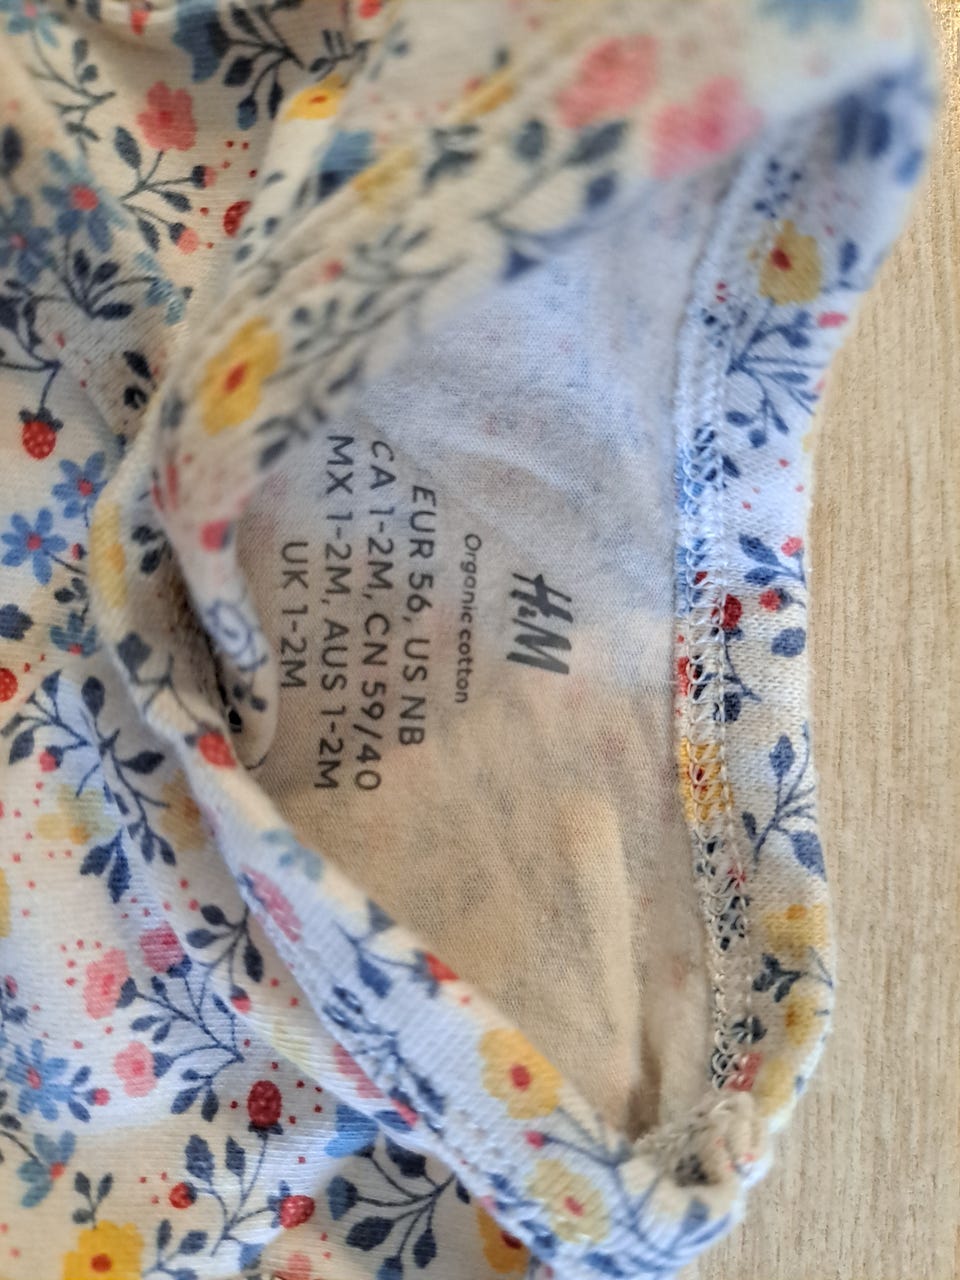 H&M
Organic cotton
EUR 56, US NB
CA 1-2M, CN 59/40
MX 1-2M, AUS 1-2M
UK 1-2M